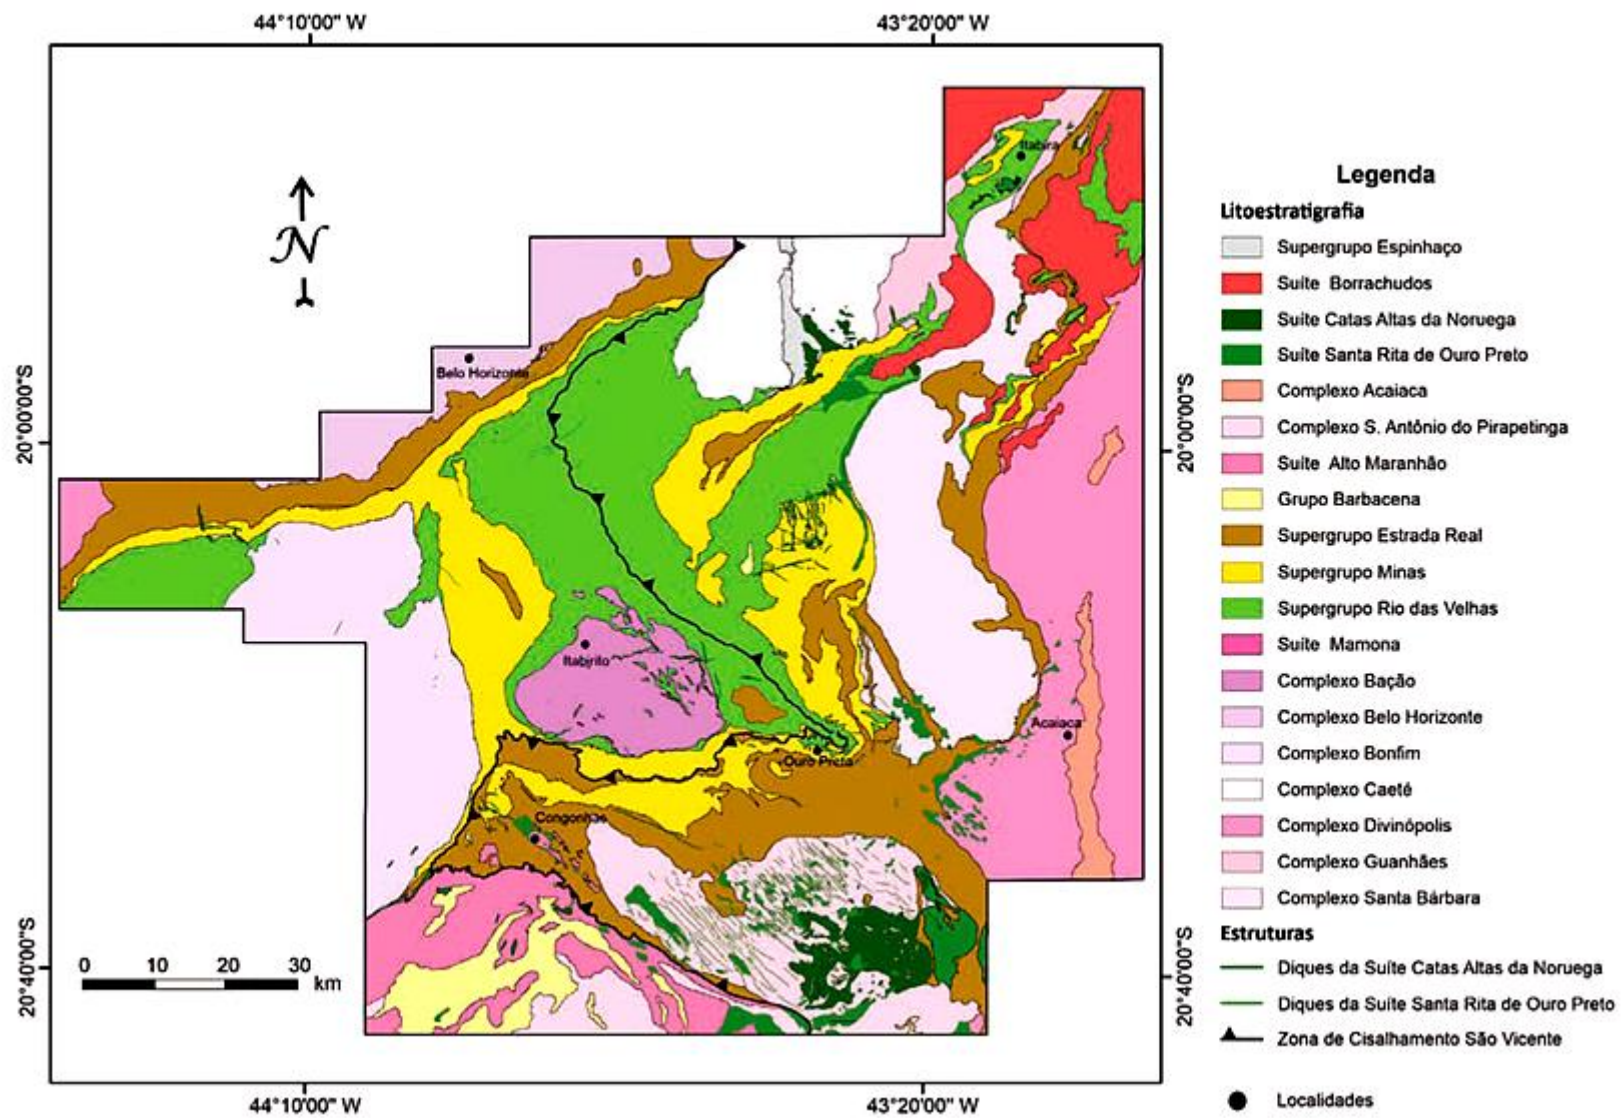 44°10'00" W
43°20'00" W
N
Itabira
Belo Horizonte
20°00'00"S
20°00'00"S
Itabirito
Acaiaca
Ouro Preto
Congonhas
0 10 20 30 km
20°40'00"S
20°40'00"S
44°10'00" W
43°20'00" W
Legenda
Litoestratigrafia
Supergrupo Espinhaço
Suíte Borrachudos
Suíte Catas Altas da Noruega
Suíte Santa Rita de Ouro Preto
Complexo Acaiaca
Complexo S. Antônio do Pirapetinga
Suíte Alto Maranhão
Grupo Barbacena
Supergrupo Estrada Real
Supergrupo Minas
Supergrupo Rio das Velhas
Suíte Mamona
Complexo Bação
Complexo Belo Horizonte
Complexo Bonfim
Complexo Caeté
Complexo Divinópolis
Complexo Guanhães
Complexo Santa Bárbara
Estruturas
Diques da Suíte Catas Altas da Noruega
Diques da Suíte Santa Rita de Ouro Preto
Zona de Cisalhamento São Vicente
Localidades